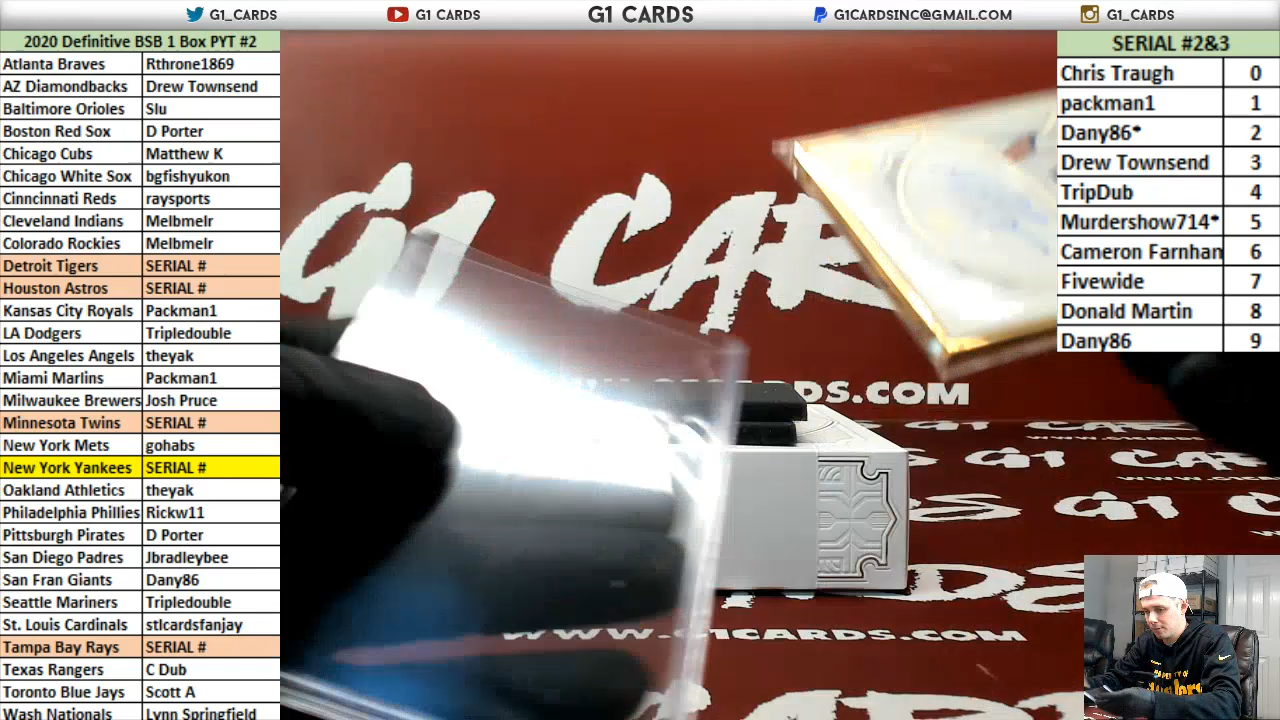 G1_CARDS
G1 CARDS
G1 CARDS
G1CARDSINC@GMAIL.COM
G1_CARDS
2020 Definitive BSB 1 Box PYT #2
Atlanta Braves Rthrone1869
AZ Diamondbacks Drew Townsend
Baltimore Orioles Slu
Boston Red Sox D Porter
Chicago Cubs Matthew K
Chicago White Sox bgfishyukon
Cinncinnati Reds raysports
Cleveland Indians Melbmelr
Colorado Rockies Melbmelr
Detroit Tigers SERIAL #
Houston Astros SERIAL #
Kansas City Royals Packman1
LA Dodgers Tripledouble
Los Angeles Angels theyak
Miami Marlins Packman1
Milwaukee Brewers Josh Pruce
Minnesota Twins SERIAL #
New York Mets gohabs
New York Yankees SERIAL #
Oakland Athletics theyak
Philadelphia Phillies Rickw11
Pittsburgh Pirates D Porter
San Diego Padres Jbradleybee
San Fran Giants Dany86
Seattle Mariners Tripledouble
St. Louis Cardinals stlcardsfanjay
Tampa Bay Rays SERIAL #
Texas Rangers C Dub
Toronto Blue Jays Scott A
Wash Nationals Lynn Springfield
SERIAL #2&3
Chris Traugh 0
packman1 1
Dany86* 2
Drew Townsend 3
TripDub 4
Murdershow714* 5
Cameron Farnhan 6
Fivewide 7
Donald Martin 8
Dany86 9
G1 CAR
G1 CARDS
WWW.G1CARDS.COM